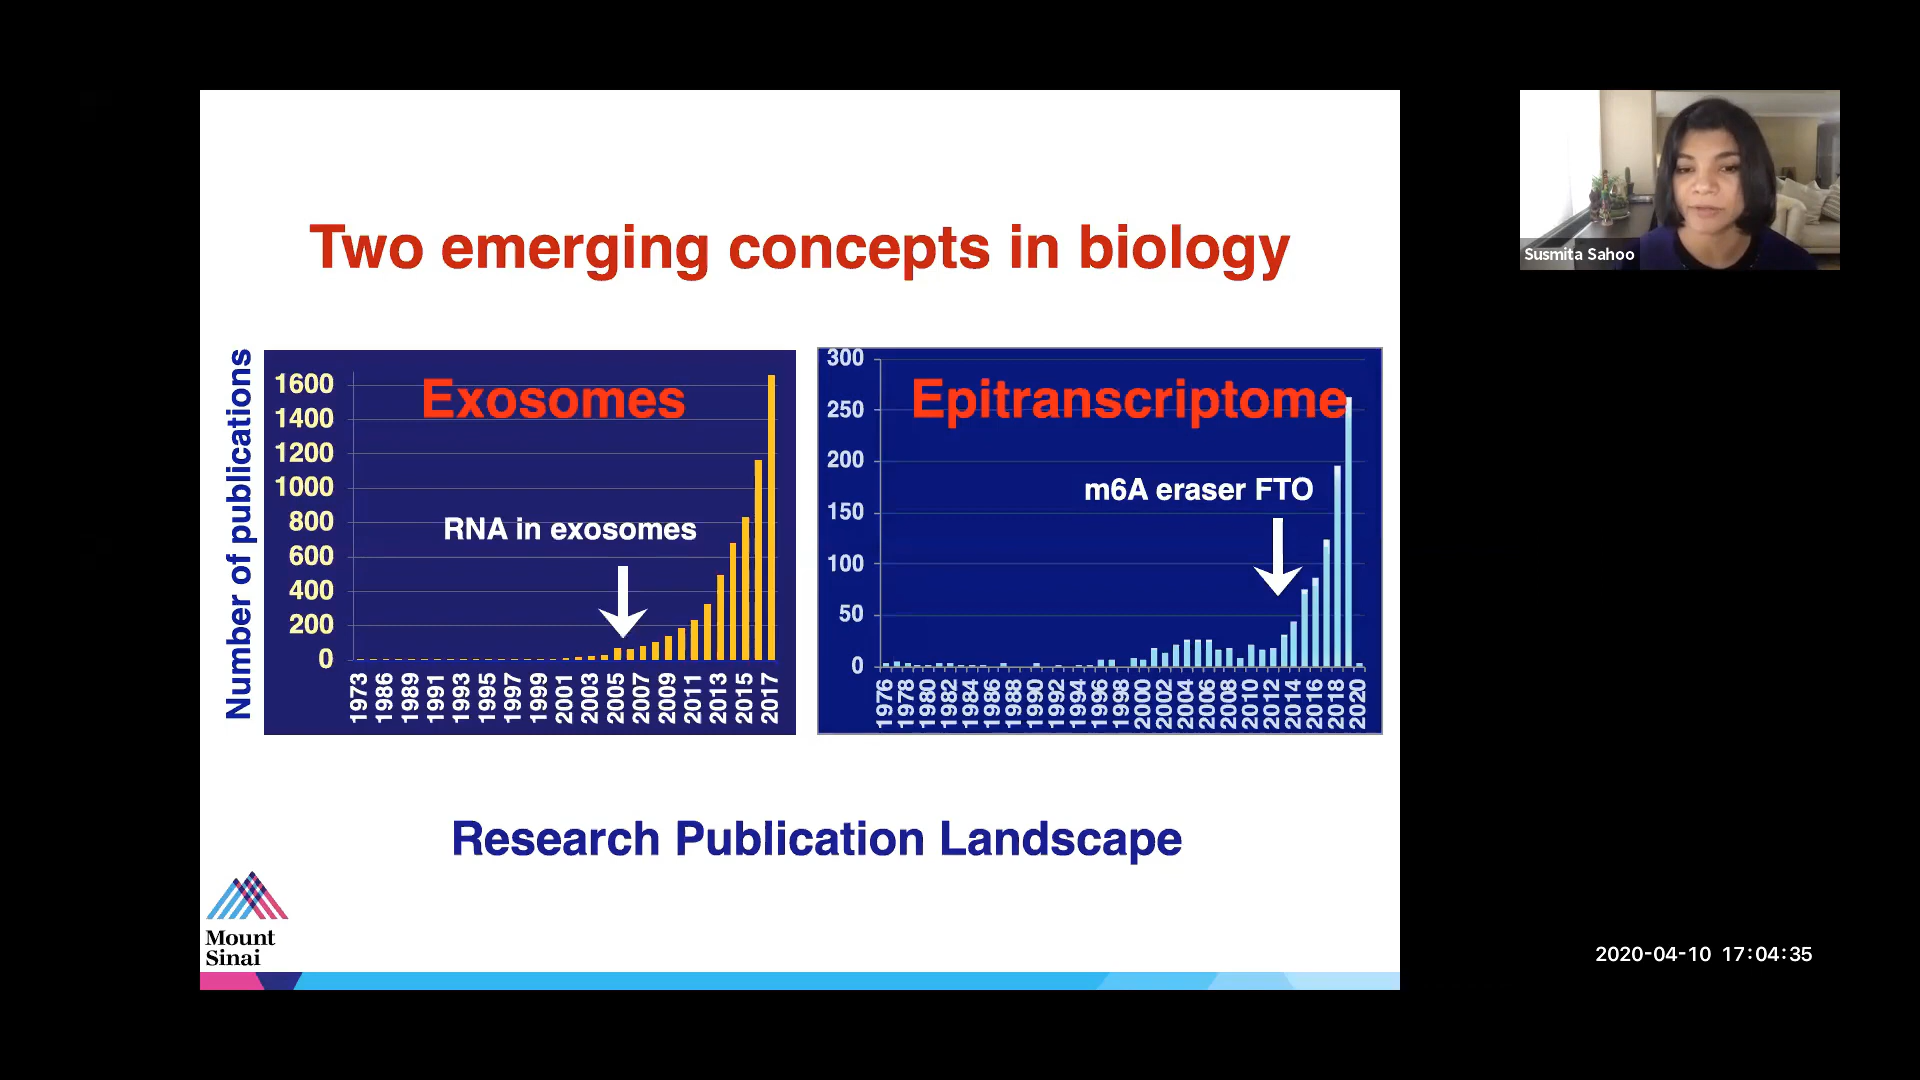 Two emerging concepts in biology
Number of publications
Exosomes
1600
1400
1200
1000
800
600
400
200
0
RNA in exosomes
1973 1986 1989 1991 1993 1995 1997 1999 2001 2003 2005 2007 2009 2011 2013 2015 2017
Epitranscriptome
300
250
200
150
100
50
0
m6A eraser FTO
1976 1978 1980 1982 1984 1986 1988 1990 1992 1994 1996 1998 2000 2002 2004 2006 2008 2010 2012 2014 2016 2018 2020
Research Publication Landscape
Mount
Sinai
Susmita Sahoo
2020-04-10 17:04:35